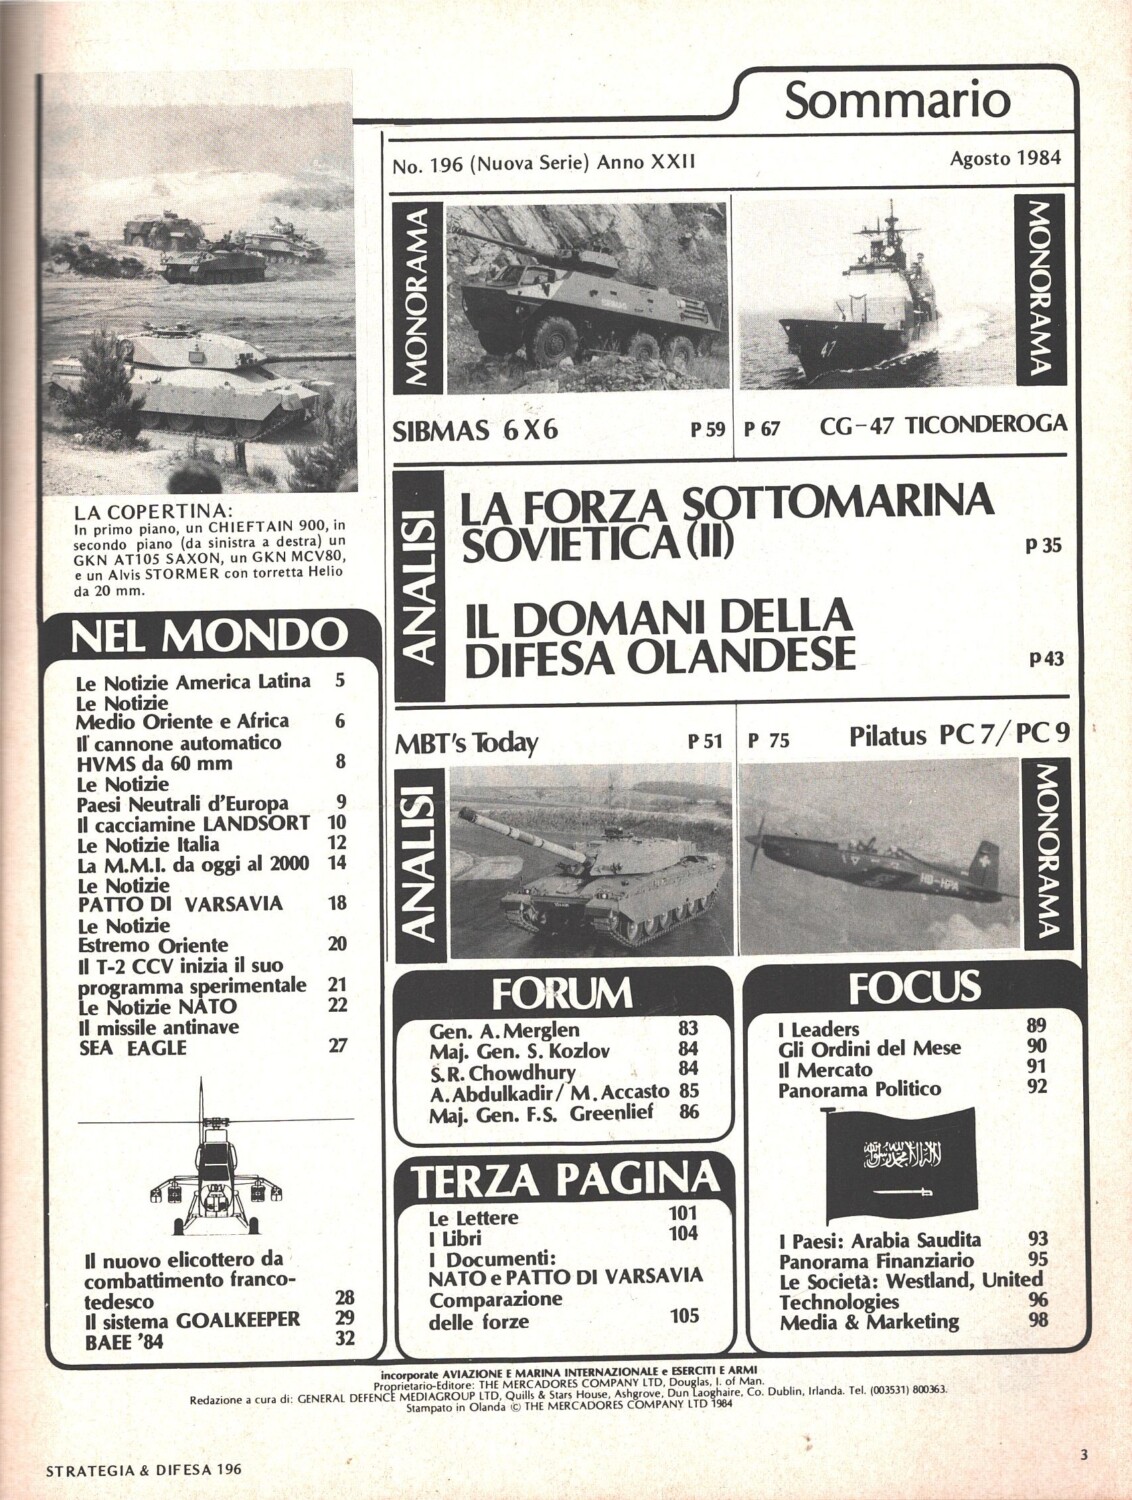 Sommario
No. 196 (Nuova Serie) Anno XXII
Agosto 1984
MONORAMA
SIBMAS
47
MONORAMA
SIBMAS 6X6 P 59
P 67 CG-47 TICONDEROGA
LA COPERTINA:
In primo piano, un CHIEFTAIN 900, in
secondo piano (da sinistra a destra) un
GKN AT105 SAXON, un GKN MCV80,
e un Alvis STORMER con torretta Helio
da 20 mm.
ANALISI
LA FORZA SOTTOMARINA
SOVIETICA (II) P 35
IL DOMANI DELLA
DIFESA OLANDESE P 43
NEL MONDO
Le Notizie America Latina 5
Le Notizie
Medio Oriente e Africa 6
Il cannone automatico
HVMS da 60 mm 8
Le Notizie
Paesi Neutrali d'Europa 9
Il cacciamine LANDSORT 10
Le Notizie Italia 12
La M.M.I. da oggi al 2000 14
Le Notizie
PATTO DI VARSAVIA 18
Le Notizie
Estremo Oriente 20
Il T-2 CCV inizia il suo
programma sperimentale 21
Le Notizie NATO 22
Il missile antinave
SEA EAGLE 27
Il nuovo elicottero da
combattimento franco-
tedesco 28
Il sistema GOALKEEPER 29
BAEE '84 32
MBT's Today P 51
P 75 Pilatus PC 7/PC 9
ANALISI
HB-HPA
MONORAMA
FORUM
Gen. A. Merglen 83
Maj. Gen. S. Kozlov 84
S.R. Chowdhury 84
A. Abdulkadir/ M. Accasto 85
Maj. Gen. F.S. Greenlief 86
TERZA PAGINA
Le Lettere 101
I Libri 104
I Documenti:
NATO e PATTO DI VARSAVIA
Comparazione
delle forze 105
FOCUS
I Leaders 89
Gli Ordini del Mese 90
Il Mercato 91
Panorama Politico 92
I Paesi: Arabia Saudita 93
Panorama Finanziario 95
Le Società: Westland, United
Technologies 96
Media & Marketing 98
incorporate AVIAZIONE E MARINA INTERNAZIONALE e ESERCITI E ARMI
Proprietario-Editore: THE MERCADORES COMPANY LTD, Douglas, I. of Man.
Redazione a cura di: GENERAL DEFENCE MEDIAGROUP LTD, Quills & Stars House, Ashgrove, Dun Laoghaire, Co. Dublin, Irlanda. Tel. (003531) 800363.
Stampato in Olanda © THE MERCADORES COMPANY LTD 1984
STRATEGIA & DIFESA 196
3